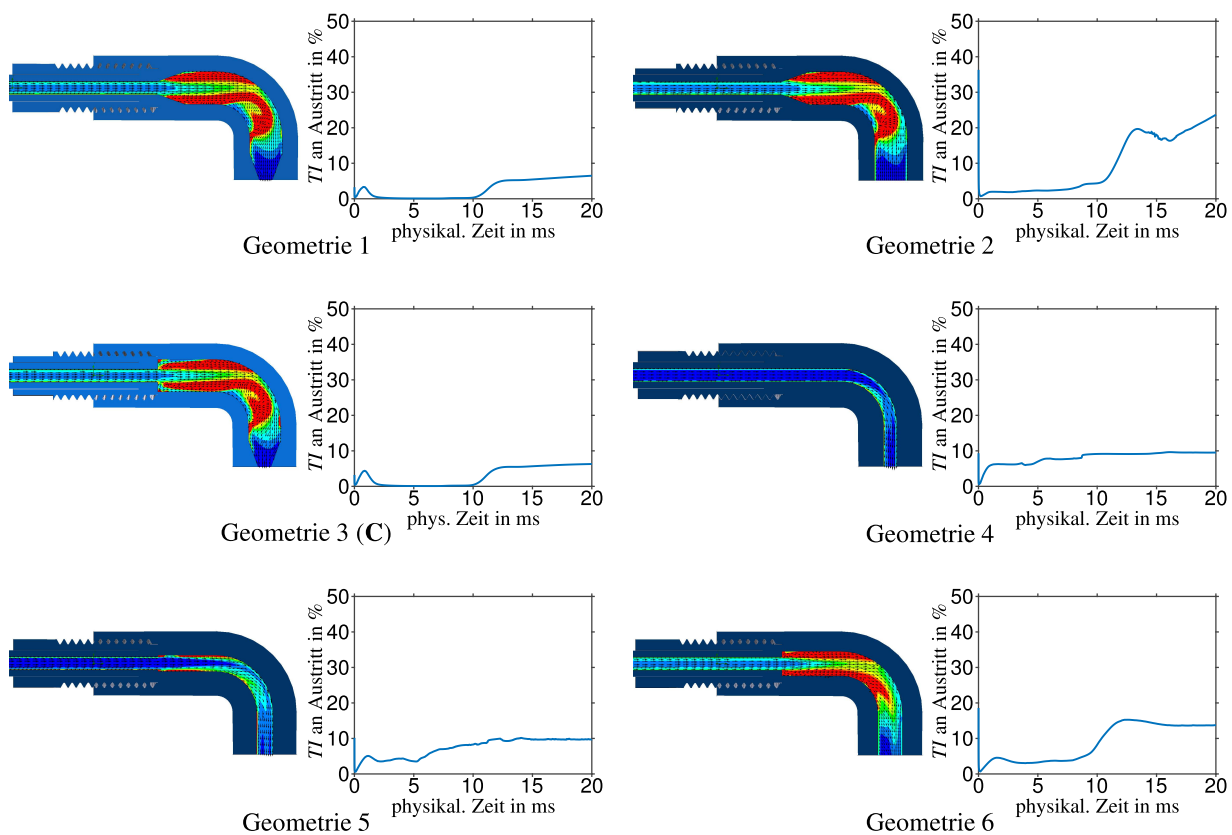 50
40
30
20
10
0
TI an Austritt in %
0 5 10 15 20
physikal. Zeit in ms
Geometrie 1
50
40
30
20
10
0
TI an Austritt in %
0 5 10 15 20
physikal. Zeit in ms
Geometrie 2
50
40
30
20
10
0
TI an Austritt in %
0 5 10 15 20
phys. Zeit in ms
Geometrie 3 (C)
50
40
30
20
10
0
TI an Austritt in %
0 5 10 15 20
physikal. Zeit in ms
Geometrie 4
50
40
30
20
10
0
TI an Austritt in %
0 5 10 15 20
physikal. Zeit in ms
Geometrie 5
50
40
30
20
10
0
TI an Austritt in %
0 5 10 15 20
physikal. Zeit in ms
Geometrie 6